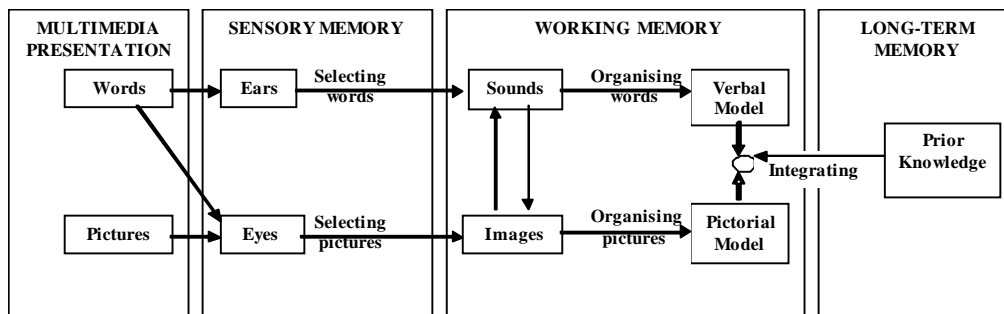 MULTIMEDIA
PRESENTATION
SENSORY MEMORY
WORKING MEMORY
LONG-TERM
MEMORY
Words
Ears
Selecting
words
Sounds
Organising
words
Verbal
Model
Prior
Knowledge
Integrating
Pictures
Eyes
Selecting
pictures
Images
Organising
pictures
Pictorial
Model